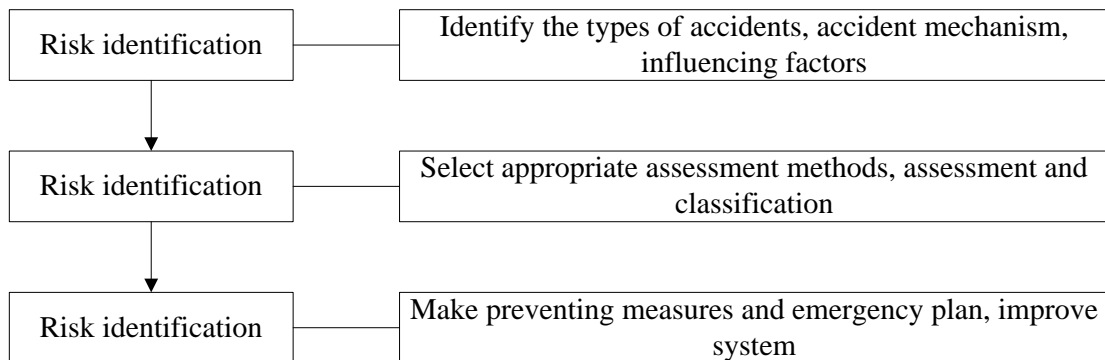 Risk identification
Identify the types of accidents, accident mechanism,
influencing factors
Risk identification
Select appropriate assessment methods, assessment and
classification
Risk identification
Make preventing measures and emergency plan, improve
system